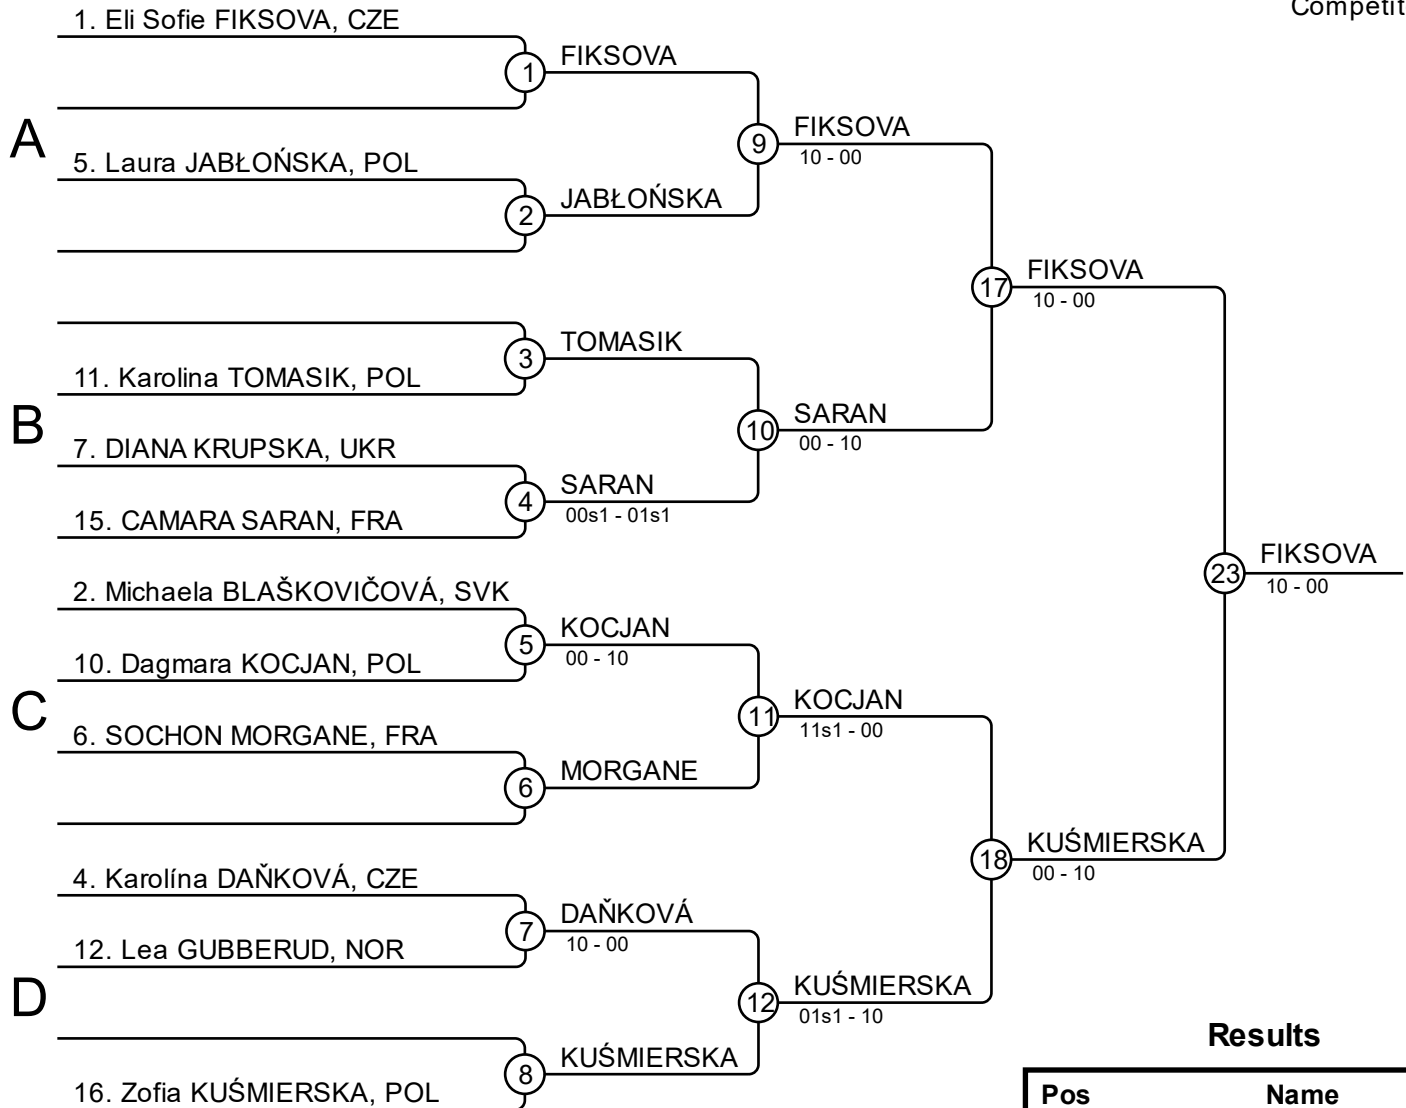 Competit
1. Eli Sofie FIKSOVA, CZE
1
FIKSOVA
A
9
FIKSOVA
10 - 00
5. Laura JABŁOŃSKA, POL
2
JABŁOŃSKA
17
FIKSOVA
10 - 00
3
TOMASIK
11. Karolina TOMASIK, POL
B
10
SARAN
00 - 10
7. DIANA KRUPSKA, UKR
4
SARAN
00s1 - 01s1
15. CAMARA SARAN, FRA
23
FIKSOVA
10 - 00
2. Michaela BLAŠKOVIČOVÁ, SVK
5
KOCJAN
00 - 10
10. Dagmara KOCJAN, POL
C
11
KOCJAN
11s1 - 00
6. SOCHON MORGANE, FRA
6
MORGANE
18
KUŚMIERSKA
00 - 10
4. Karolína DAŇKOVÁ, CZE
7
DAŇKOVÁ
10 - 00
12. Lea GUBBERUD, NOR
D
12
KUŚMIERSKA
01s1 - 10
8
KUŚMIERSKA
16. Zofia KUŚMIERSKA, POL
Results
Pos Name